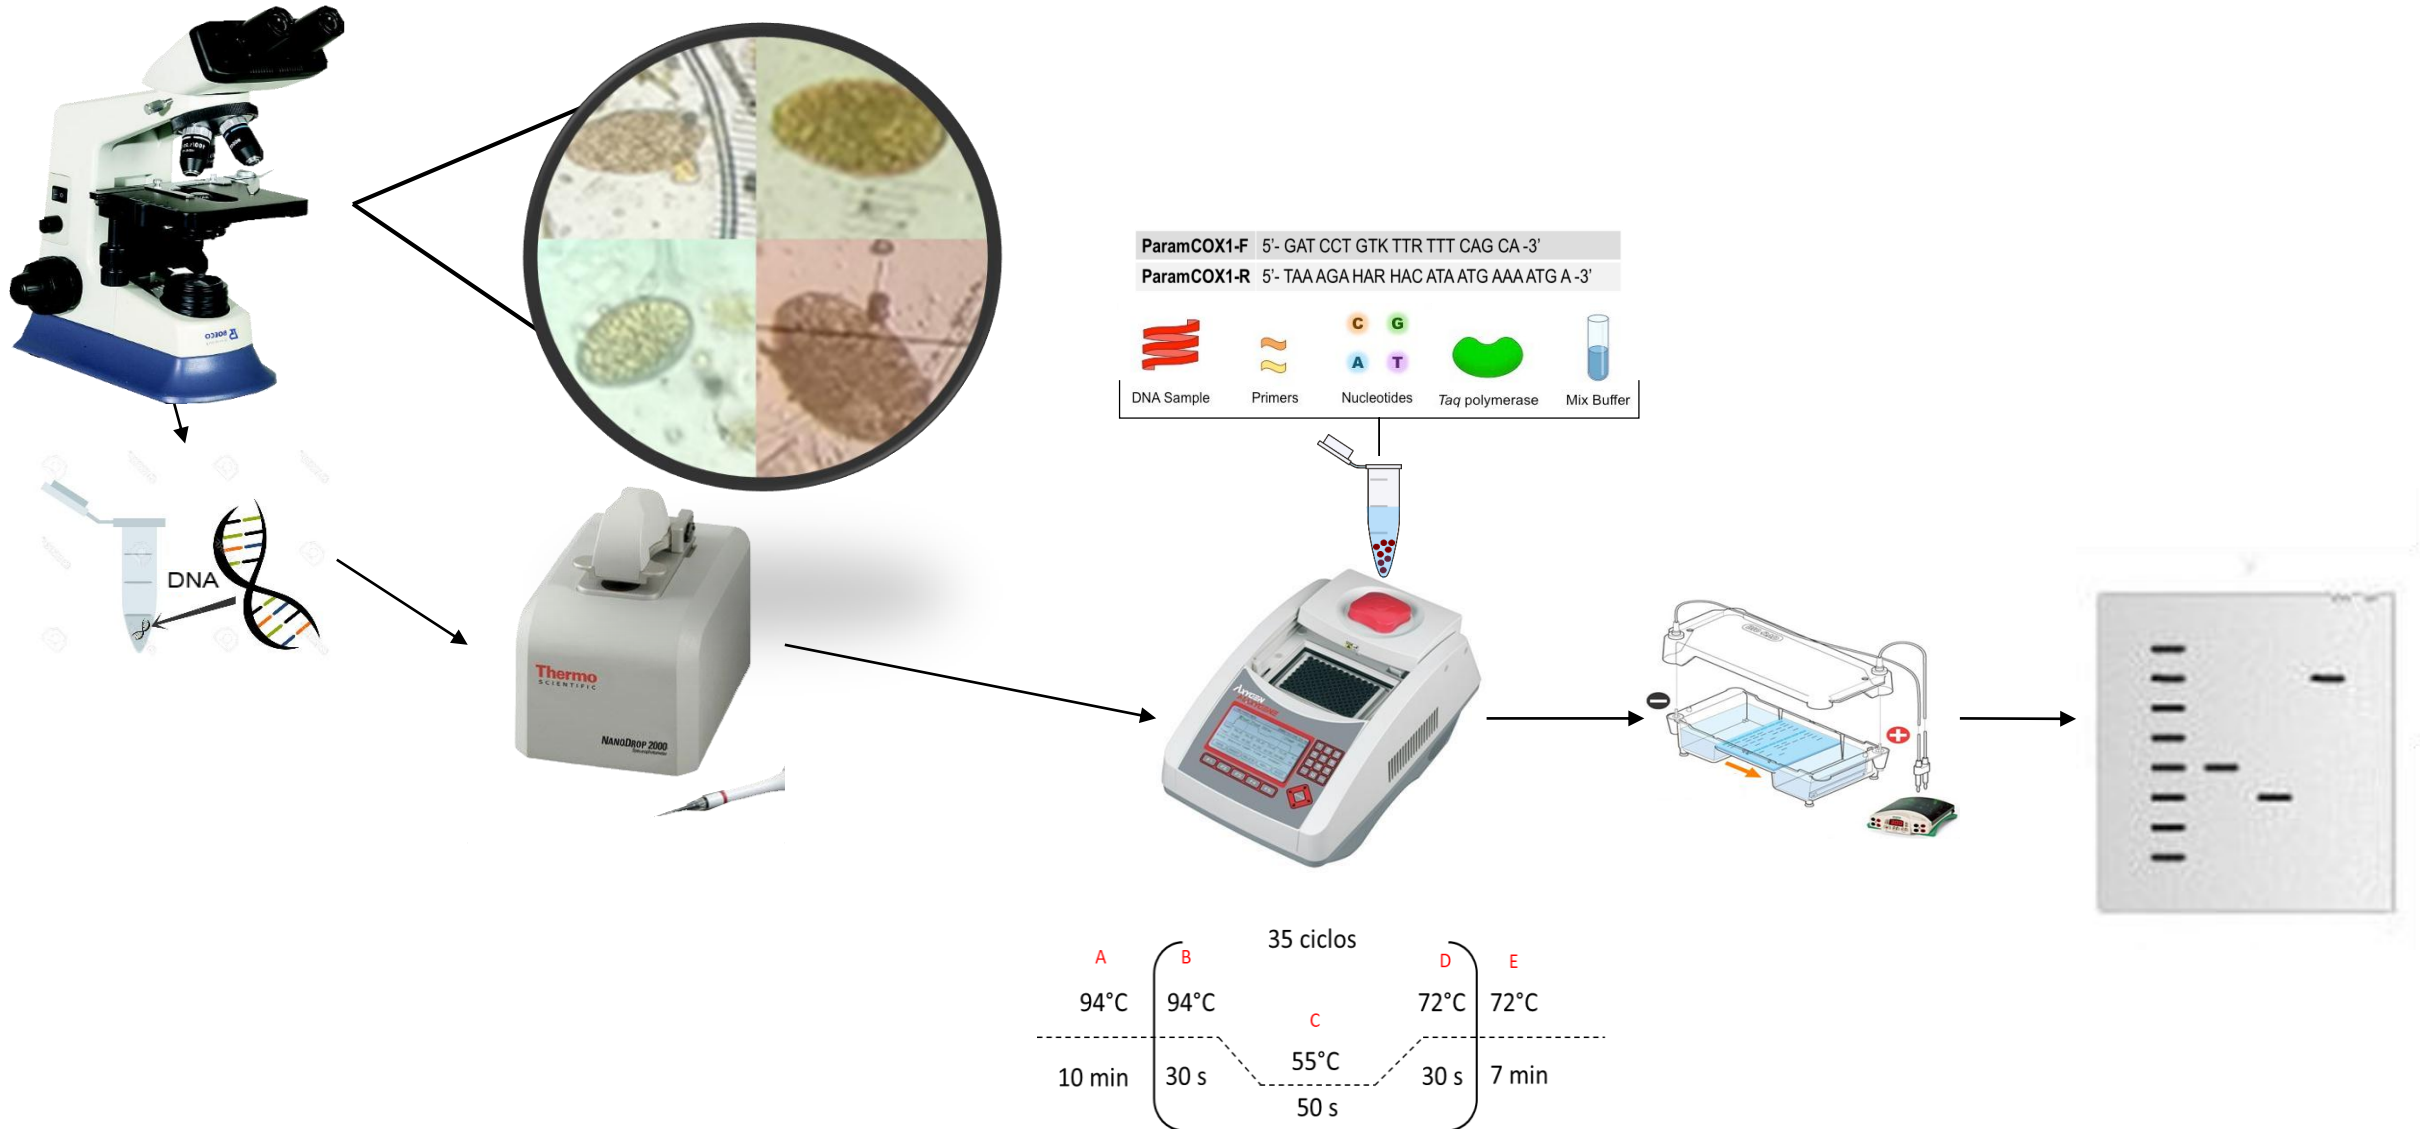 ParamCOX1-F 5'- GAT CCT GTK TTR TTT CAG CA -3'
ParamCOX1-R 5'- TAA AGA HAR HAC ATA ATG AAA ATG A -3'
C G
A T
DNA Sample Primers Nucleotides Taq polymerase Mix Buffer
DNA
Thermo
SCIENTIFIC
NANODROP 2000
AXYGEN
35 ciclos
A B D E
94°C 94°C 72°C 72°C
C
55°C
10 min 30 s 30 s 7 min
50 s